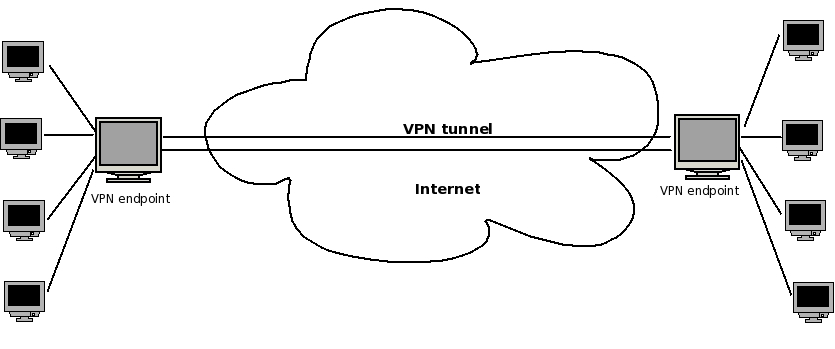 VPN tunnel
Internet
VPN endpoint
VPN endpoint